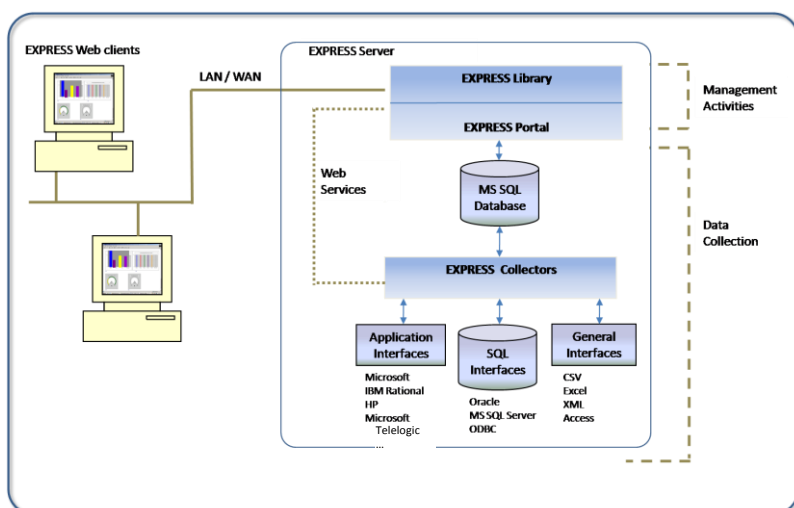 EXPRESS Web clients
LAN / WAN
EXPRESS Server
EXPRESS Library
EXPRESS Portal
Management
Activities
Web
Services
MS SQL
Database
Data
Collection
EXPRESS Collectors
Application
Interfaces
SQL
Interfaces
General
Interfaces
Microsoft
IBM Rational
HP
Microsoft
Telelogic
...
Oracle
MS SQL Server
ODBC
CSV
Excel
XML
Access